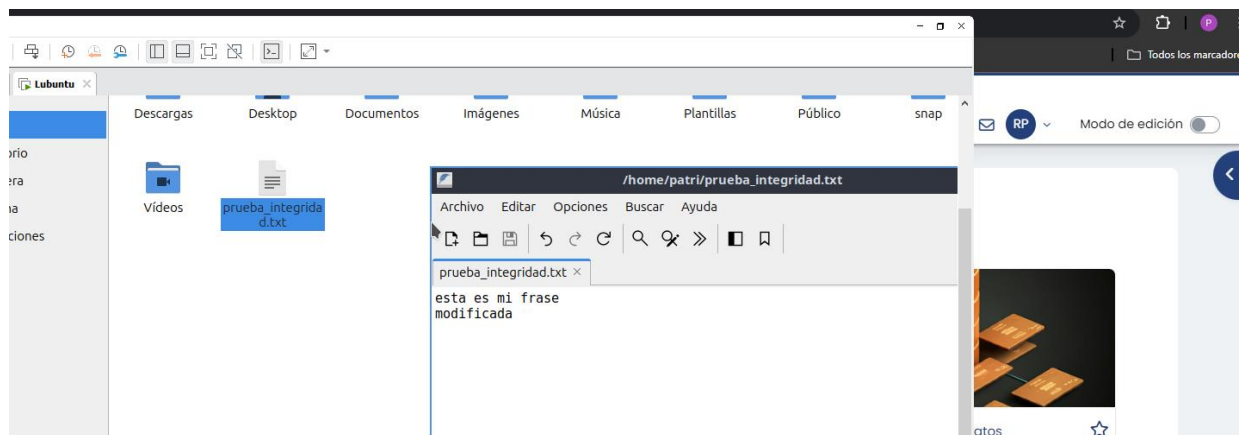 P
Todos los marcadore
Lubuntu
Descargas
Desktop
Documentos
Imágenes
Música
Plantillas
Público
snap
RP
Modo de edición
Vídeos
prueba_integrida
d.txt
ciones
/home/patri/prueba_integridad.txt
Archivo Editar Opciones Buscar Ayuda
prueba_integridad.txt
esta es mi frase
modificada